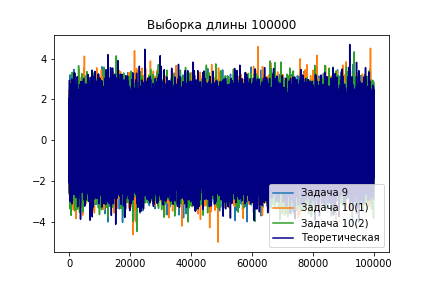 Выборка длины 100000
4
2
0
−2
−4
0
20000
40000
60000
80000
100000
Задача 9
Задача 10(1)
Задача 10(2)
Теоретическая